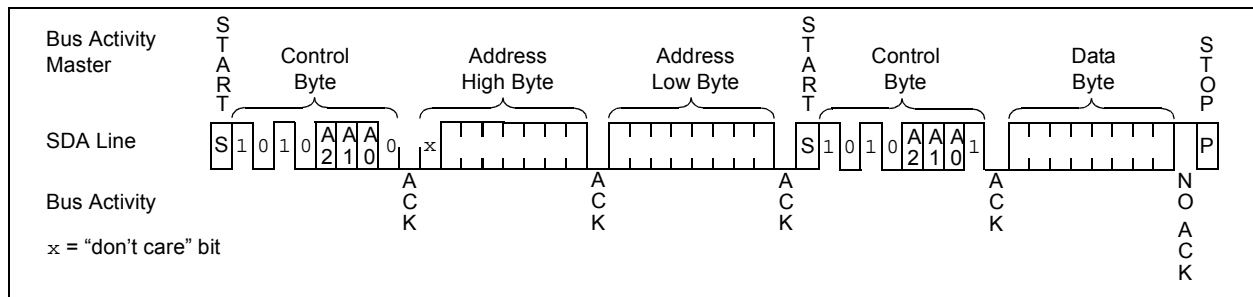 Bus Activity
Master
START
Control
Byte
Address
High Byte
Address
Low Byte
START
Control
Byte
Data
Byte
STOP
SDA Line
S 1 0 1 0 A2 A1 A0 0 x S 1 0 1 0 A2 A1 A0 1 P
Bus Activity
ACK
ACK
ACK
ACK
NO ACK
x = “don’t care” bit